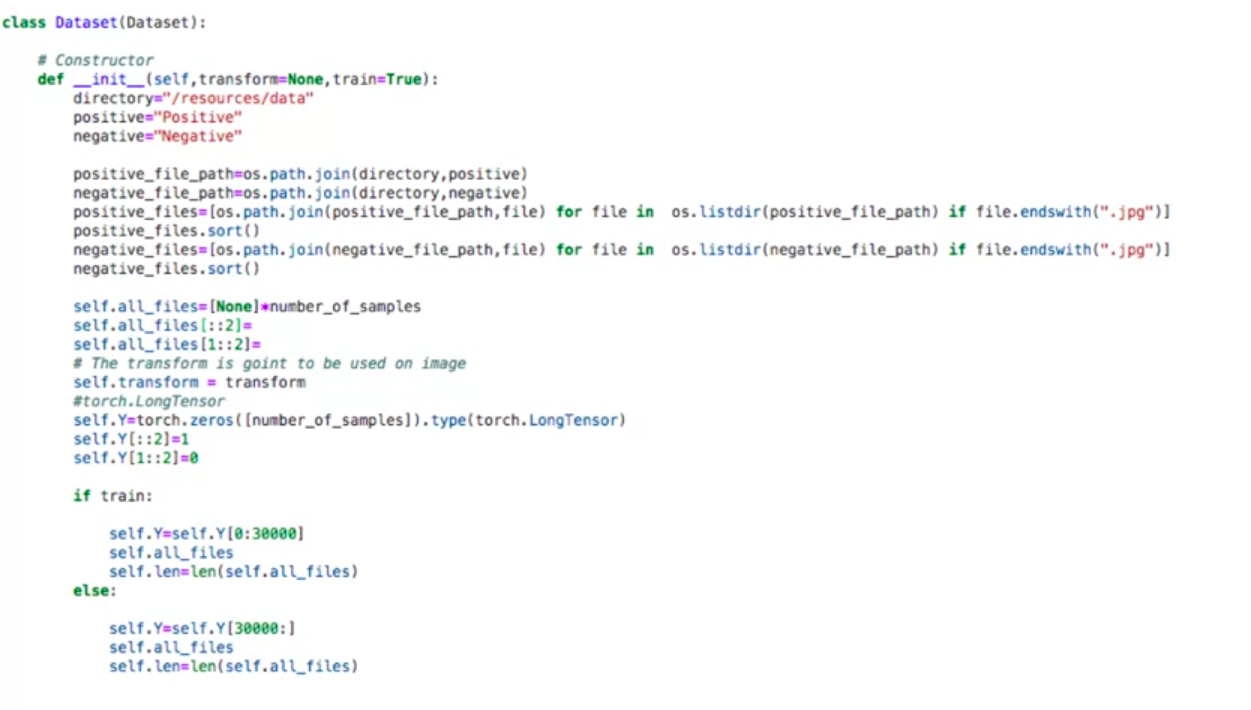 class Dataset(Dataset):
# Constructor
def __init__(self,transform=None,train=True):
directory="/resources/data"
positive="Positive"
negative="Negative"
positive_file_path=os.path.join(directory,positive)
negative_file_path=os.path.join(directory,negative)
positive_files=[os.path.join(positive_file_path,file) for file in  os.listdir(positive_file_path) if file.endswith(".jpg")]
positive_files.sort()
negative_files=[os.path.join(negative_file_path,file) for file in  os.listdir(negative_file_path) if file.endswith(".jpg")]
negative_files.sort()
self.all_files=[None]*number_of_samples
self.all_files[::2]=
self.all_files[1::2]=
# The transform is goint to be used on image
self.transform = transform
#torch.LongTensor
self.Y=torch.zeros([number_of_samples]).type(torch.LongTensor)
self.Y[::2]=1
self.Y[1::2]=0
if train:
self.Y=self.Y[0:30000]
self.all_files
self.len=len(self.all_files)
else:
self.Y=self.Y[30000:]
self.all_files
self.len=len(self.all_files)